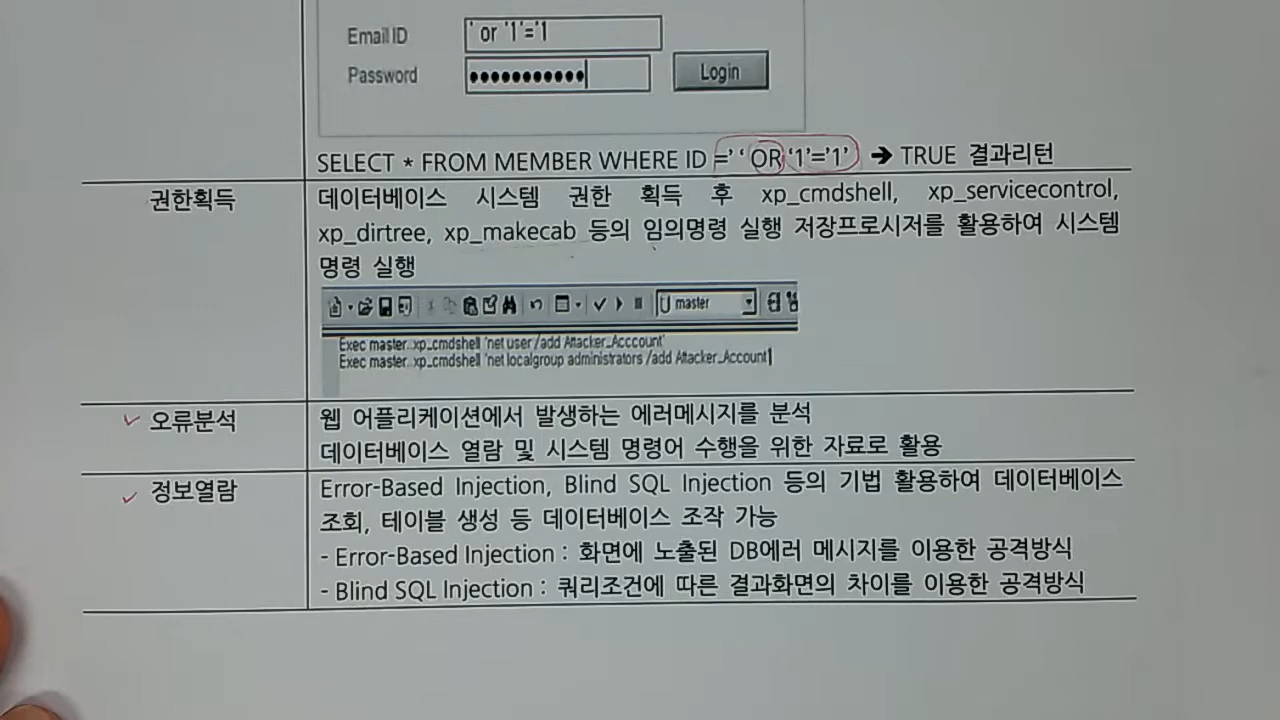 Email ID ' or '1'='1
Password ●●●●●●●●●●● Login
SELECT * FROM MEMBER WHERE ID =' ' OR '1'='1' ➔ TRUE 결과리턴
권한획득
데이터베이스 시스템 권한 획득 후 xp_cmdshell, xp_servicecontrol,
xp_dirtree, xp_makecab 등의 임의명령 실행 저장프로시저를 활용하여 시스템
명령 실행
master
Exec master..xp_cmdshell 'net user /add Attacker_Acccount'
Exec master..xp_cmdshell 'net localgroup administrators /add Attacker_Account
오류분석
웹 어플리케이션에서 발생하는 에러메시지를 분석
데이터베이스 열람 및 시스템 명령어 수행을 위한 자료로 활용
정보열람
Error-Based Injection, Blind SQL Injection 등의 기법 활용하여 데이터베이스
조회, 테이블 생성 등 데이터베이스 조작 가능
- Error-Based Injection : 화면에 노출된 DB에러 메시지를 이용한 공격방식
- Blind SQL Injection : 쿼리조건에 따른 결과화면의 차이를 이용한 공격방식